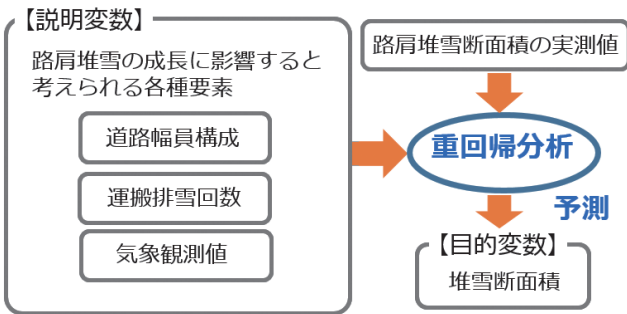 【説明変数】
路肩堆雪の成長に影響すると
考えられる各種要素
道路幅員構成
運搬排雪回数
気象観測値
路肩堆雪断面積の実測値
重回帰分析
予測
【目的変数】
堆雪断面積